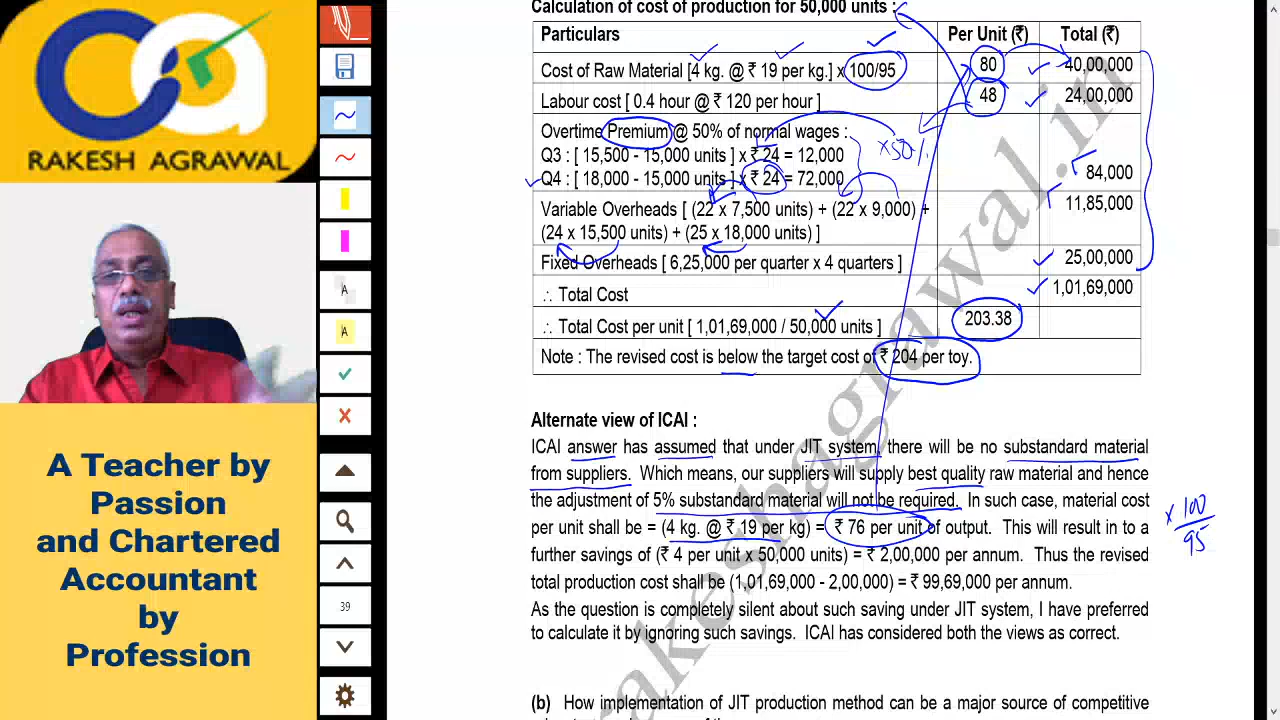 RAKESH AGRAWAL
A Teacher by
Passion
and Chartered
Accountant
by
Profession
A
A
39
Calculation of cost of production for 50,000 units :
Particulars Per Unit (₹) Total (₹)
Cost of Raw Material [4 kg. @ ₹ 19 per kg.] x 100/95 80 40,00,000
Labour cost [ 0.4 hour @ ₹ 120 per hour ] 48 24,00,000
Overtime Premium @ 50% of normal wages :
x50%
Q3 : [ 15,500 - 15,000 units ] x ₹ 24 = 12,000
Q4 : [ 18,000 - 15,000 units ] x ₹ 24 = 72,000 84,000
Variable Overheads [ (22 x 7,500 units) + (22 x 9,000) + 11,85,000
(24 x 15,500 units) + (25 x 18,000 units) ]
Fixed Overheads [ 6,25,000 per quarter x 4 quarters ] 25,00,000
∴ Total Cost 1,01,69,000
∴ Total Cost per unit [ 1,01,69,000 / 50,000 units ] 203.38
Note : The revised cost is below the target cost of ₹ 204 per toy.
Alternate view of ICAI :
ICAI answer has assumed that under JIT system, there will be no substandard material
from suppliers. Which means, our suppliers will supply best quality raw material and hence
the adjustment of 5% substandard material will not be required. In such case, material cost
per unit shall be = (4 kg. @ ₹ 19 per kg) = ₹ 76 per unit of output. This will result in to a
further savings of (₹ 4 per unit x 50,000 units) = ₹ 2,00,000 per annum. Thus the revised
total production cost shall be (1,01,69,000 - 2,00,000) = ₹ 99,69,000 per annum.
As the question is completely silent about such saving under JIT system, I have preferred
to calculate it by ignoring such savings. ICAI has considered both the views as correct.
x 100
95
(b) How implementation of JIT production method can be a major source of competitive
rakeshagrawal.in